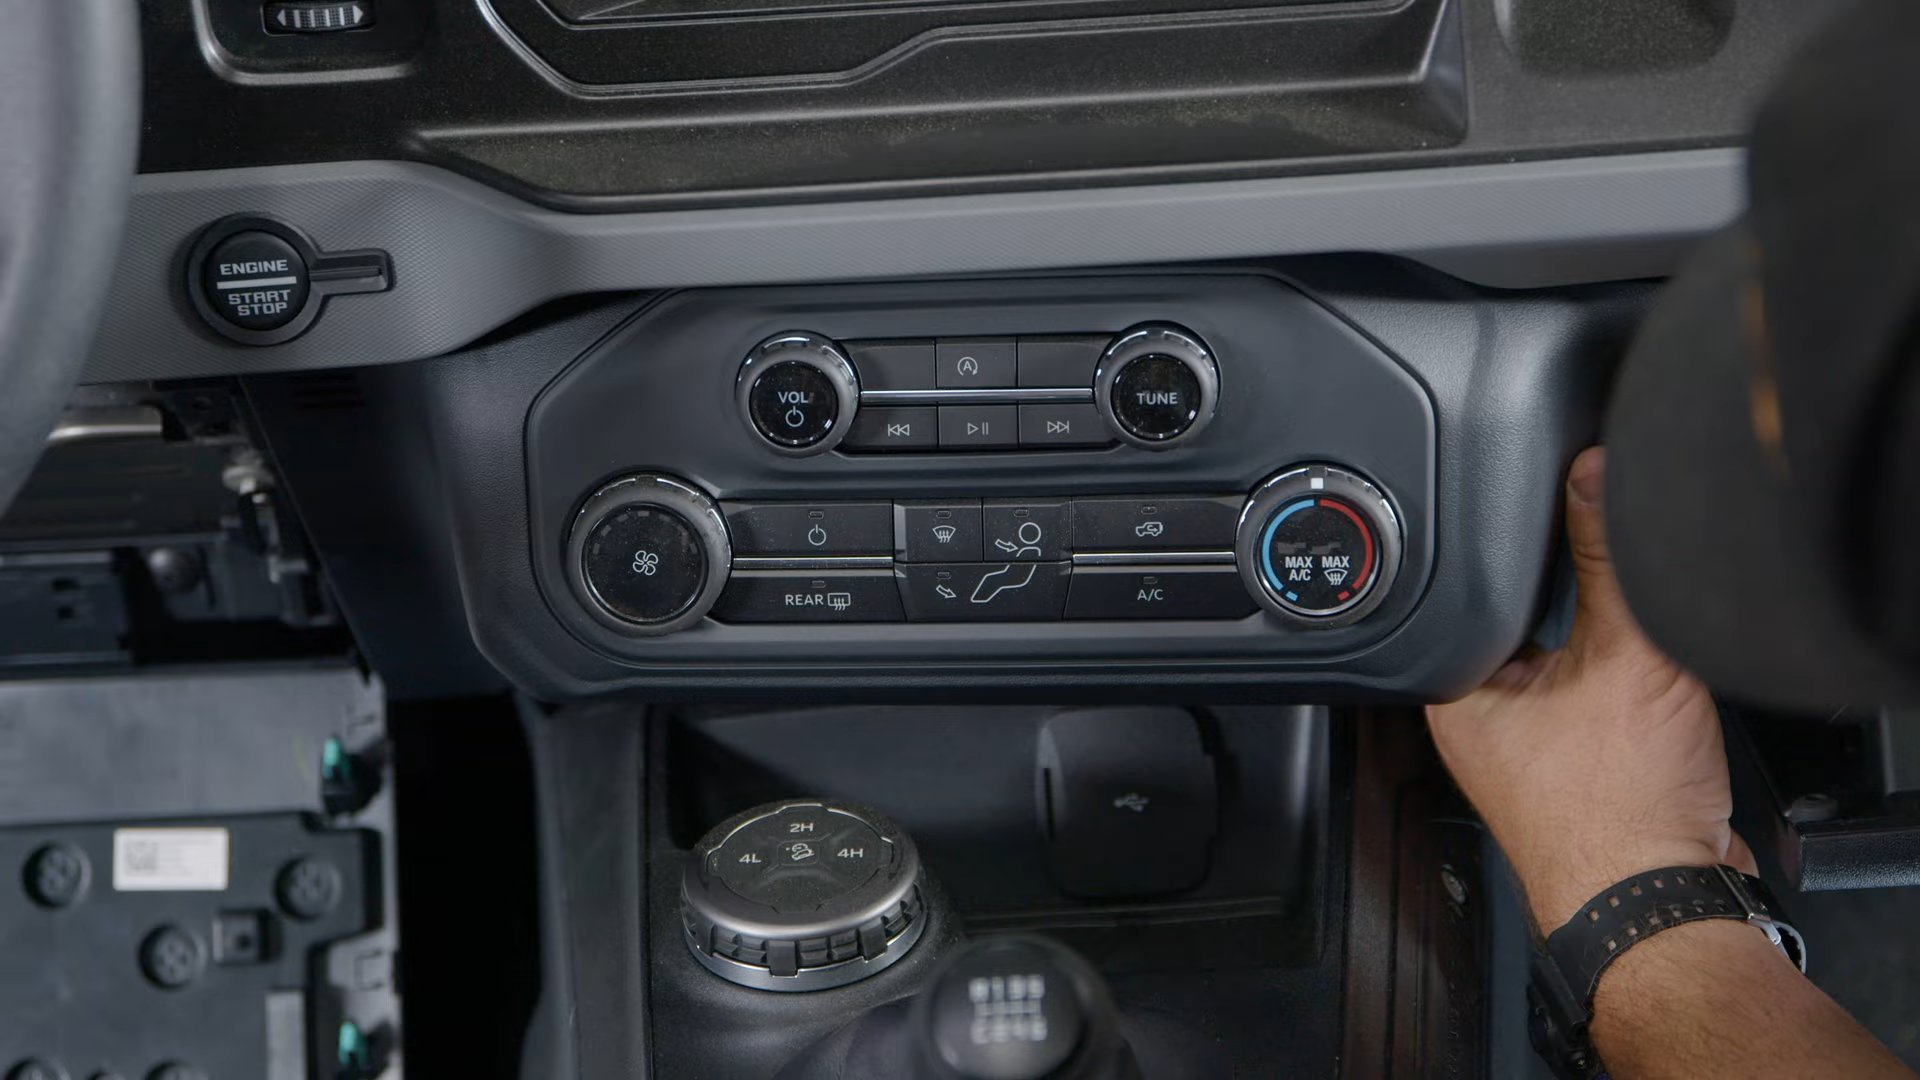 ENGINE
START
STOP
VOL
TUNE
MAX
A/C
MAX
REAR
A/C
2H
4L
4H